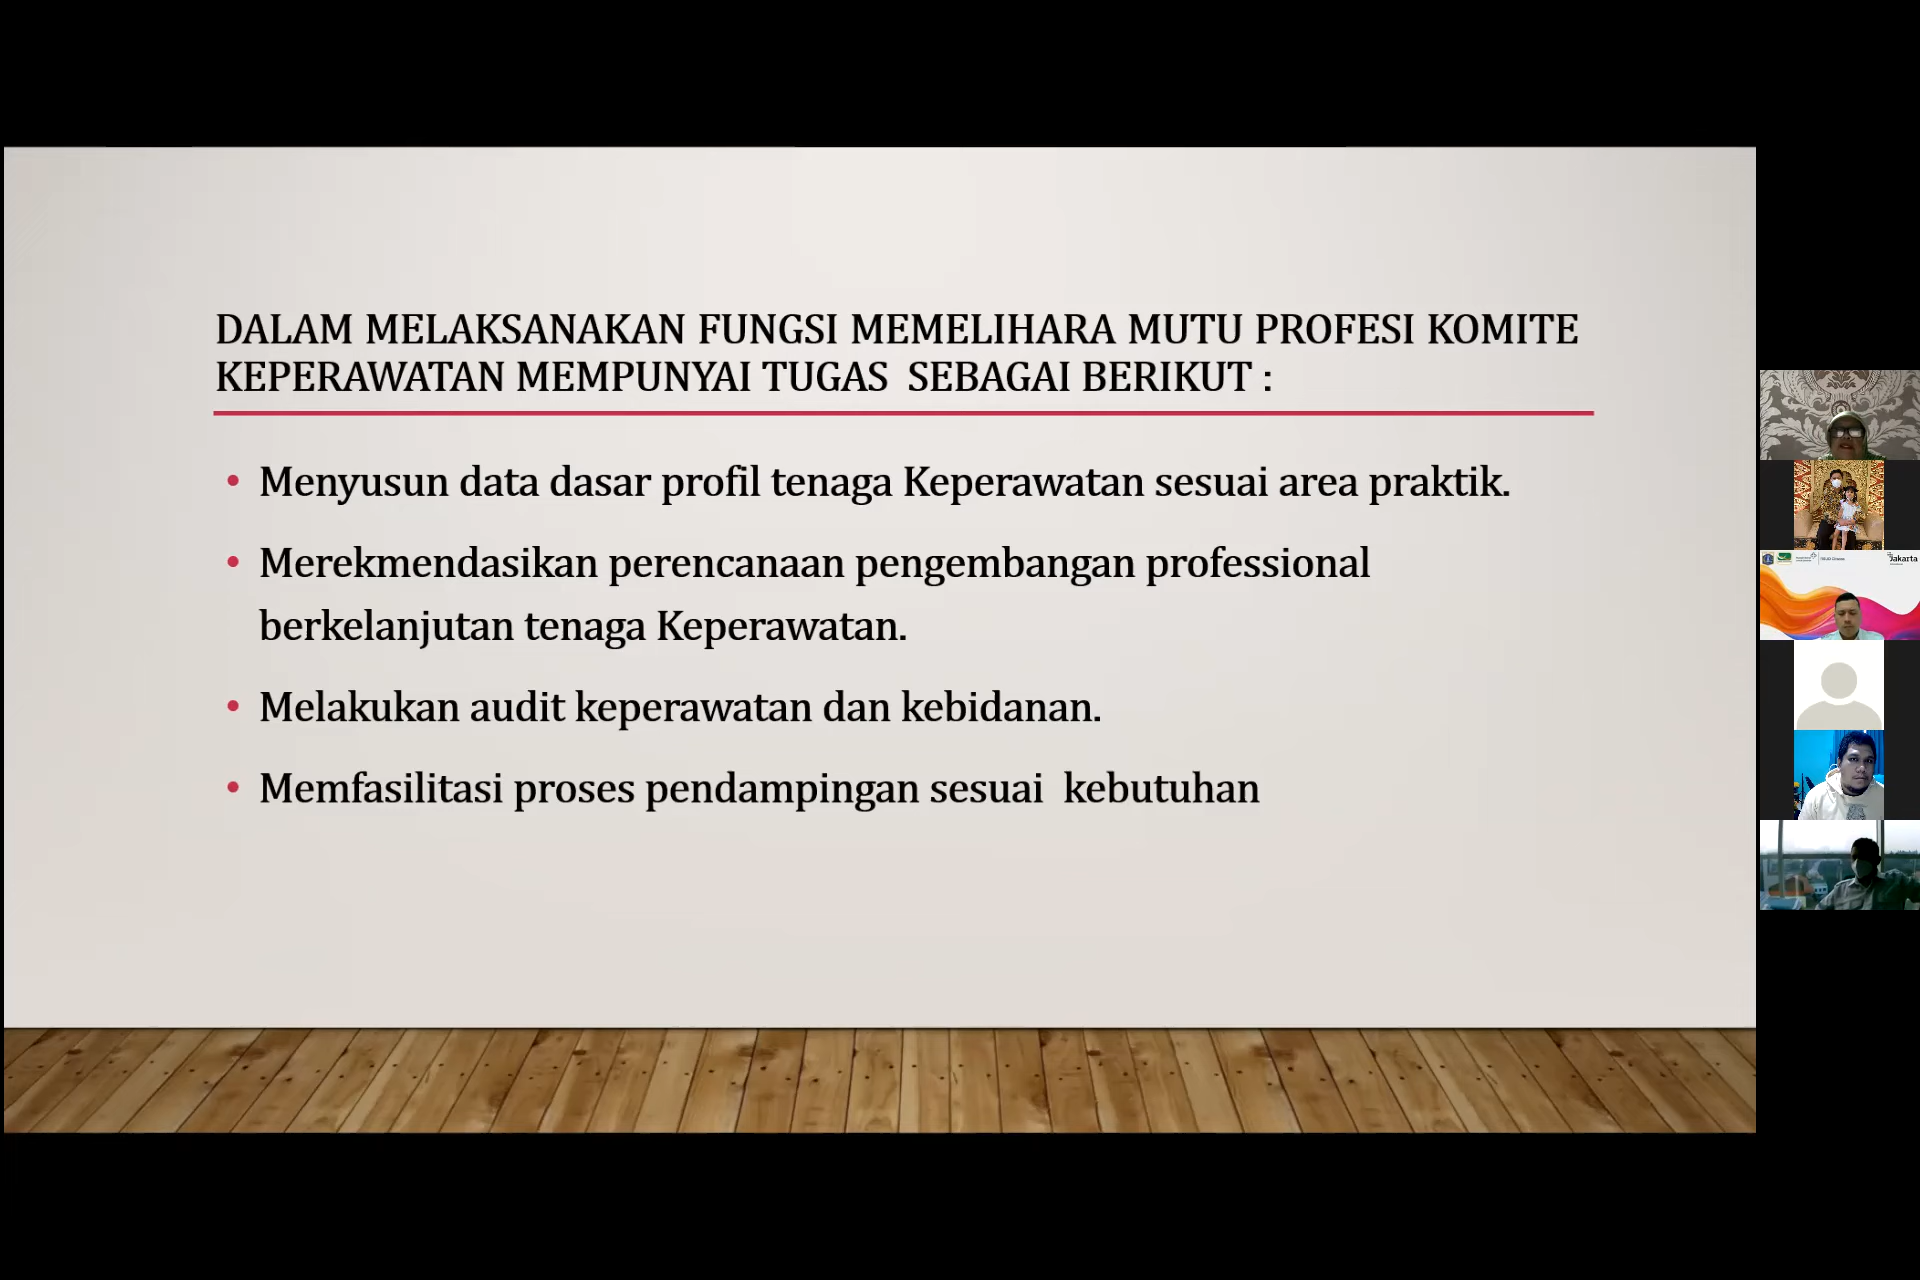 DALAM MELAKSANAKAN FUNGSI MEMELIHARA MUTU PROFESI KOMITE
KEPERAWATAN MEMPUNYAI TUGAS  SEBAGAI BERIKUT :
• Menyusun data dasar profil tenaga Keperawatan sesuai area praktik.
• Merekmendasikan perencanaan pengembangan professional
berkelanjutan tenaga Keperawatan.
• Melakukan audit keperawatan dan kebidanan.
• Memfasilitasi proses pendampingan sesuai  kebutuhan
Jakarta